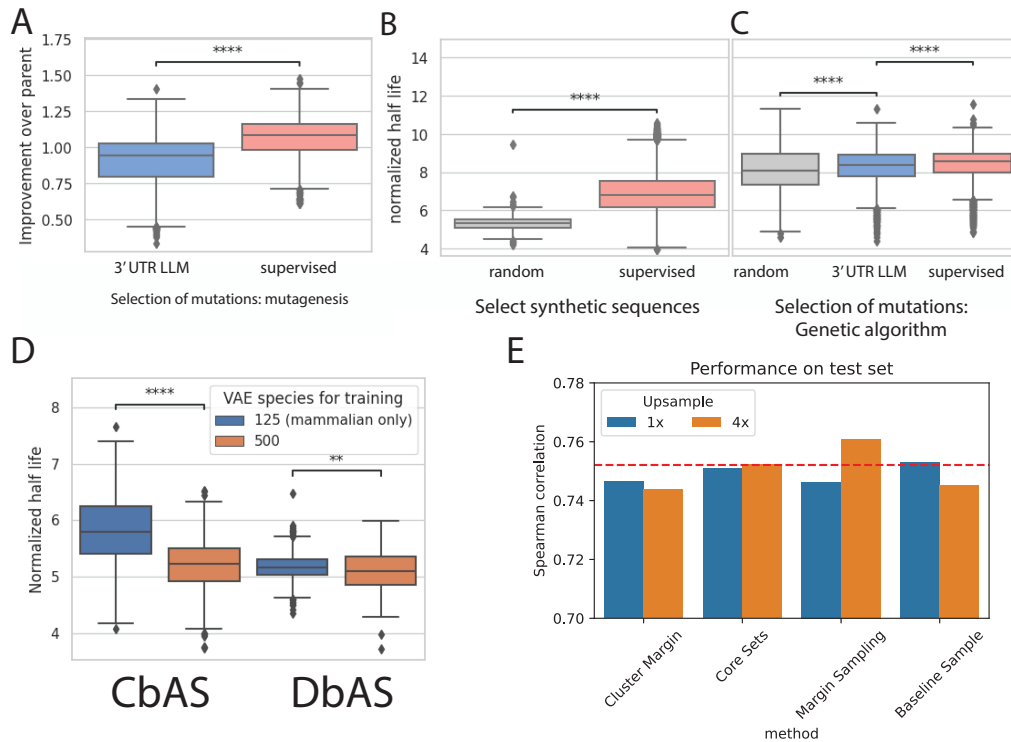 A
Improvement over parent
1.75
1.50
1.25
1.00
0.75
0.50
****
3' UTR LLM
supervised
Selection of mutations: mutagenesis
B
normalized half life
14
12
10
8
6
4
****
random
supervised
Select synthetic sequences
C
****
****
random
3' UTR LLM
supervised
Selection of mutations:
Genetic algorithm
D
Normalized half life
8
7
6
5
4
****
VAE species for training
125 (mammalian only)
500
**
CbAS
DbAS
E
Performance on test set
Spearman correlation
0.78
0.76
0.74
0.72
0.70
Upsample
1x
4x
Cluster Margin
Core Sets
Margin Sampling
Baseline Sample
method